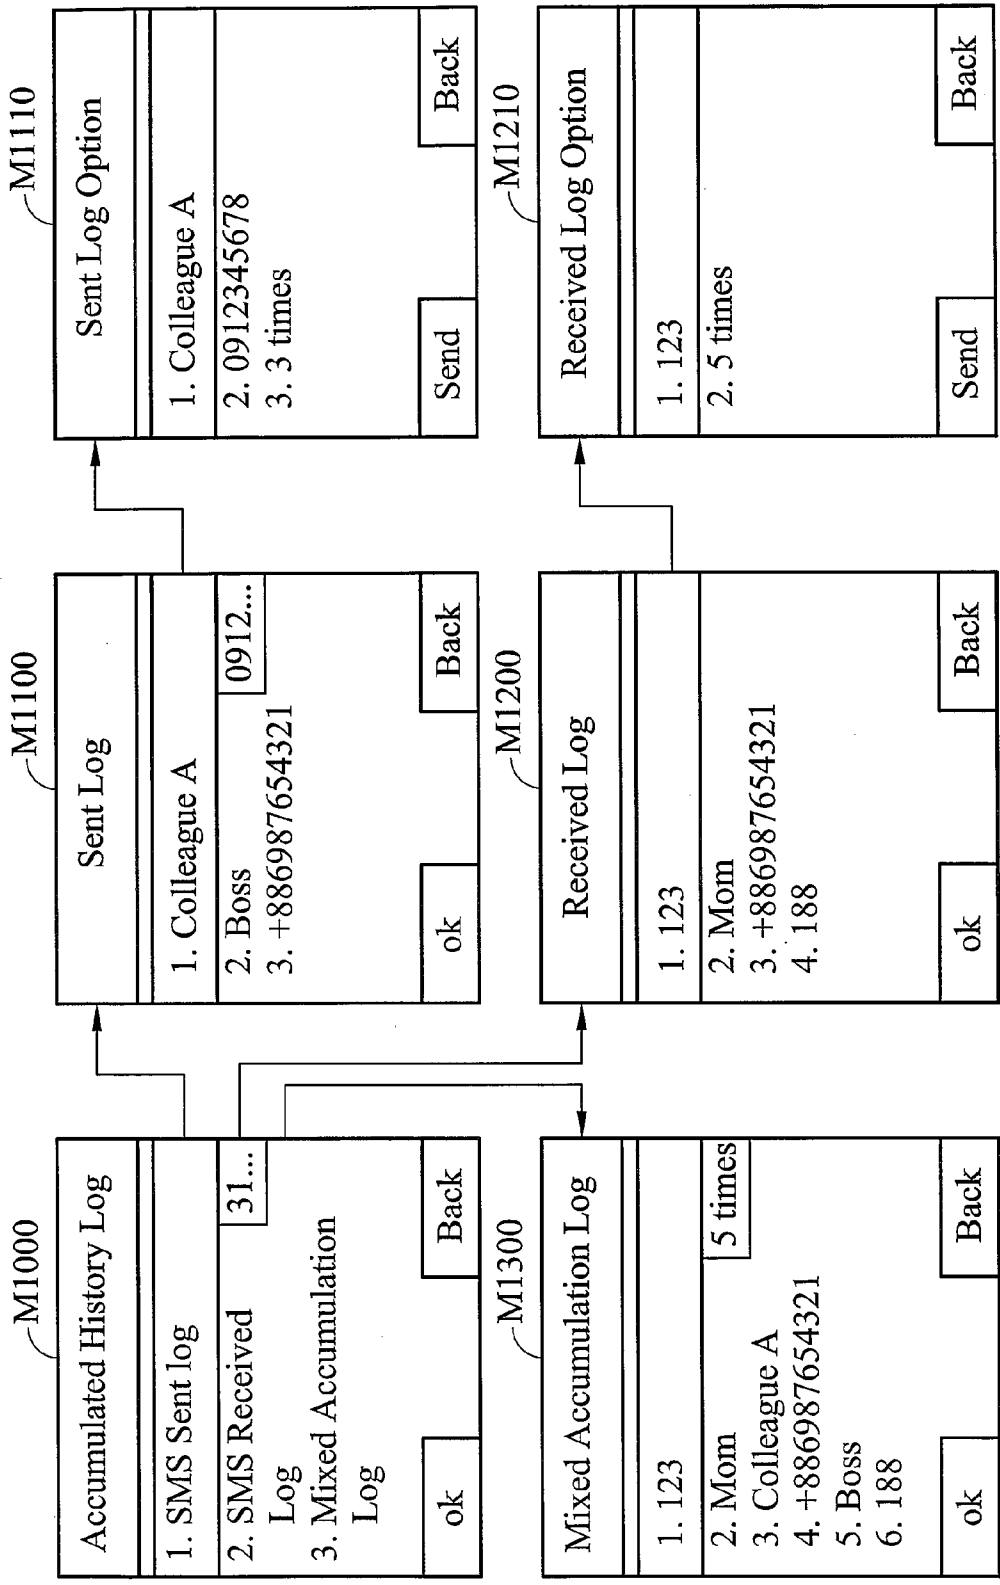 M1000
Accumulated History Log
1. SMS Sent log
31...
2. SMS Received
Log
3. Mixed Accumulation
Log
ok
Back
M1100
Sent Log
1. Colleague A
0912...
2. Boss
3. +886987654321
ok
Back
M1110
Sent Log Option
1. Colleague A
2. 0912345678
3. 3 times
Send
Back
M1300
Mixed Accumulation Log
1. 123
5 times
2. Mom
3. Colleague A
4. +886987654321
5. Boss
6. 188
ok
Back
M1200
Received Log
1. 123
2. Mom
3. +886987654321
4. 188
ok
Back
M1210
Received Log Option
1. 123
2. 5 times
Send
Back